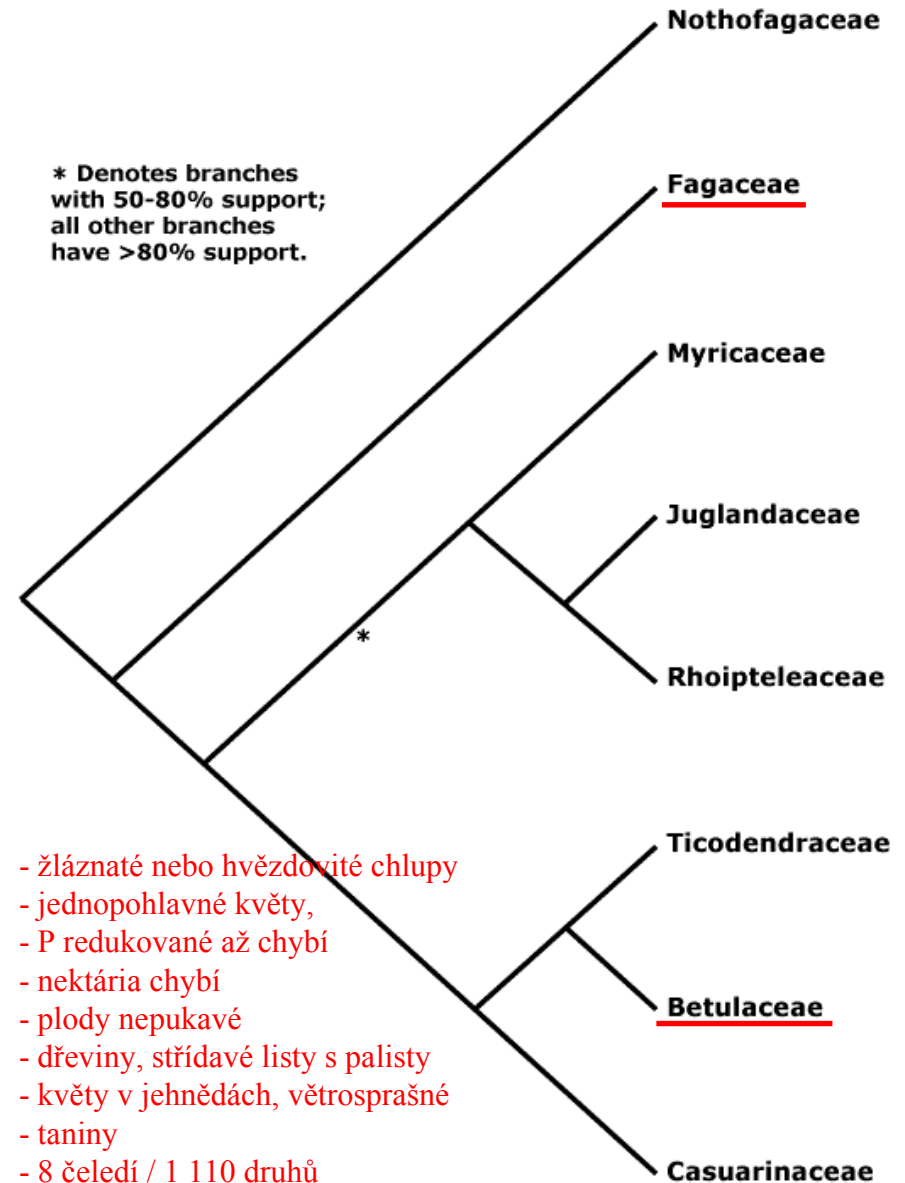 Nothofagaceae
* Denotes branches
with 50-80% support;
all other branches
have >80% support.
Fagaceae
Myricaceae
Juglandaceae
*
Rhoipteleaceae
Ticodendraceae
- žláznaté nebo hvězdovité chlupy
- jednopohlavné květy,
- P redukované až chybí
- nektária chybí
- plody nepukavé
- dřeviny, střídavé listy s palisty
- květy v jehnědách, větrosprašné
- taniny
- 8 čeledí / 1 110 druhů
Betulaceae
Casuarinaceae